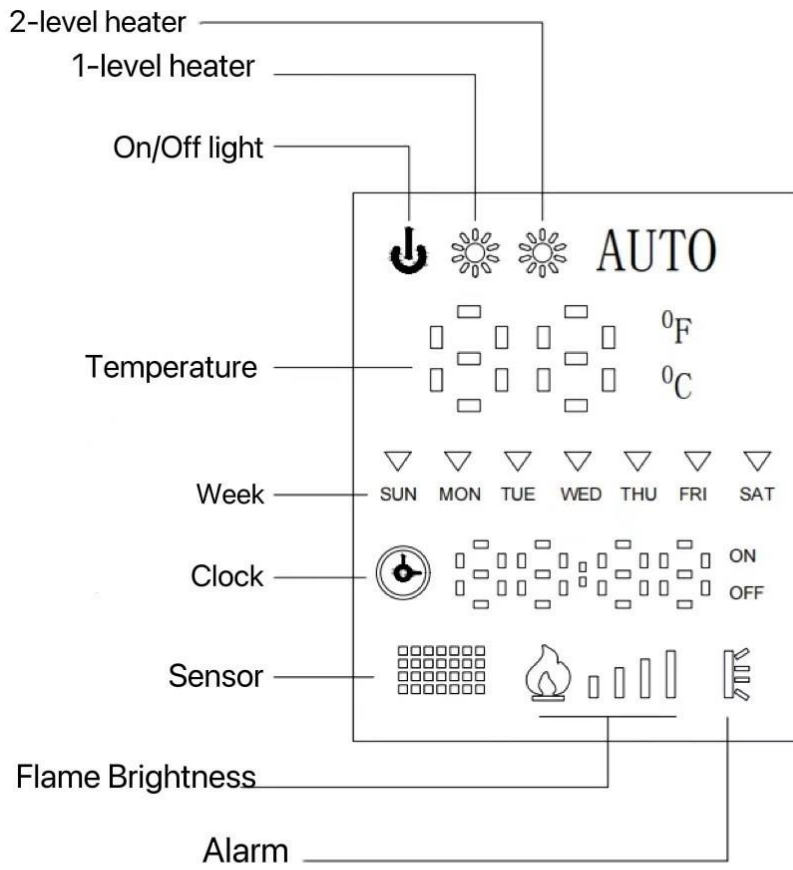 2-level heater
1-level heater
On/Off light
AUTO
Temperature
⁰F
⁰C
Week
SUN MON TUE WED THU FRI SAT
Clock
ON
OFF
Sensor
Flame Brightness
Alarm